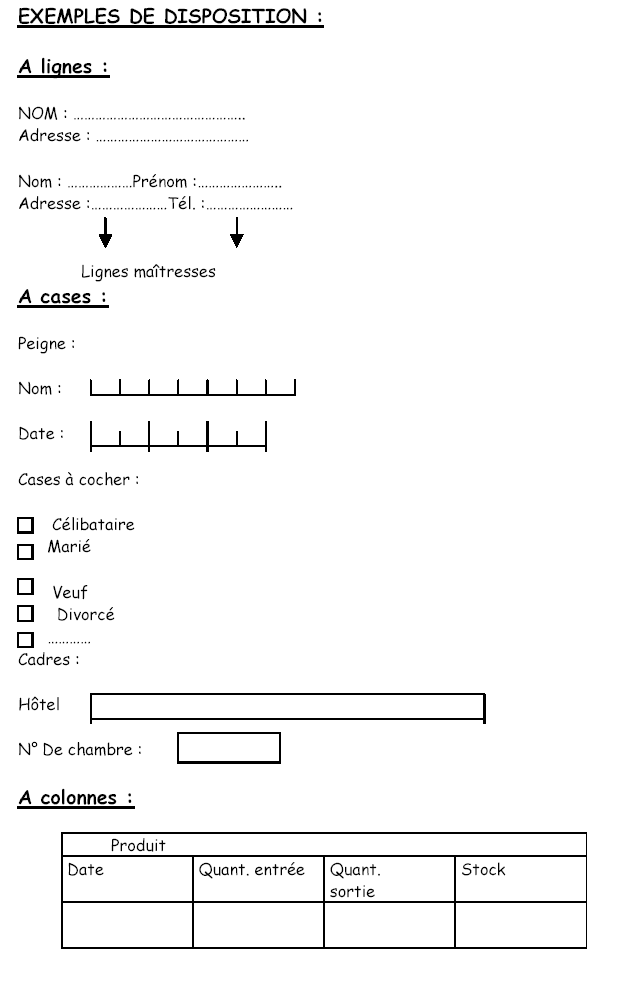 EXEMPLES DE DISPOSITION :
A lignes :
NOM : ………………………………………..
Adresse : ……………………………………
Nom : ………………Prénom :…………………..
Adresse :…………………Tél. :……………………
Lignes maîtresses
A cases :
Peigne :
Nom :
Date :
Cases à cocher :
Célibataire
Marié
Veuf
Divorcé
…………
Cadres :
Hôtel
N° De chambre :
A colonnes :
Produit
Date Quant. entrée Quant. sortie Stock